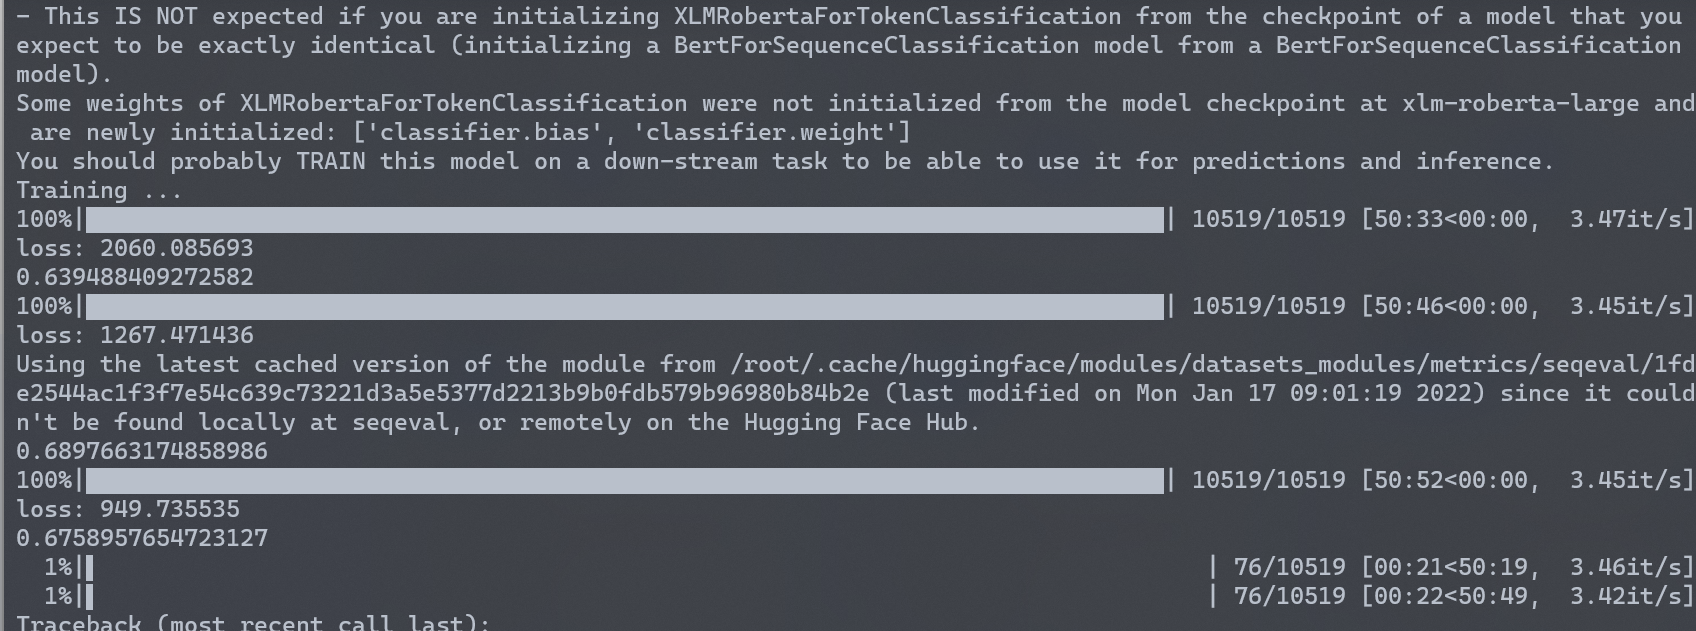 - This IS NOT expected if you are initializing XLMRobertaForTokenClassification from the checkpoint of a model that you
expect to be exactly identical (initializing a BertForSequenceClassification model from a BertForSequenceClassification
model).
Some weights of XLMRobertaForTokenClassification were not initialized from the model checkpoint at xlm-roberta-large and
are newly initialized: ['classifier.bias', 'classifier.weight']
You should probably TRAIN this model on a down-stream task to be able to use it for predictions and inference.
Training ...
100%| | 10519/10519 [50:33<00:00, 3.47it/s]
loss: 2060.085693
0.639488409272582
100%| | 10519/10519 [50:46<00:00, 3.45it/s]
loss: 1267.471436
Using the latest cached version of the module from /root/.cache/huggingface/modules/datasets_modules/metrics/seqeval/1fd
e2544ac1f3f7e54c639c73221d3a5e5377d2213b9b0fdb579b96980b84b2e (last modified on Mon Jan 17 09:01:19 2022) since it could
n't be found locally at seqeval, or remotely on the Hugging Face Hub.
0.6897663174858986
100%| | 10519/10519 [50:52<00:00, 3.45it/s]
loss: 949.735535
0.6758957654723127
1%| | 76/10519 [00:21<50:19, 3.46it/s]
1%| | 76/10519 [00:22<50:49, 3.42it/s]
Traceback (most recent call last):